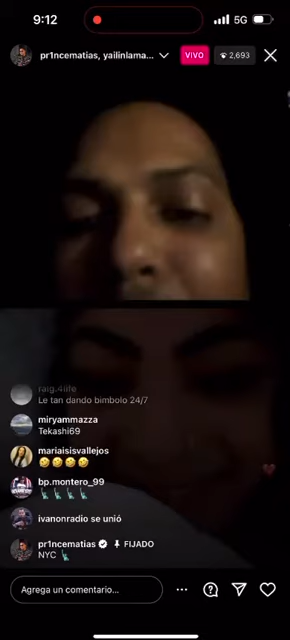 9:12
5G
pr1ncematias, yailinlama...
VIVO
2,693
raig.4life
Le tan dando bimbolo 24/7
miryammazza
Tekashi69
mariaisisvallejos
🤣🤣🤣🤣
bp.montero_99
🗽🗽🗽🗽
ivanonradio se unió
pr1ncematias FIJADO
NYC 🗽
Agrega un comentario...